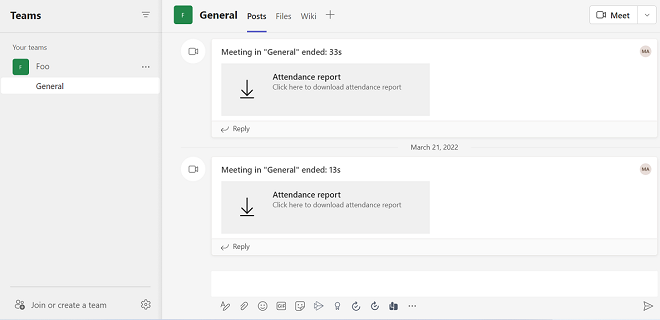 Teams
Your teams
F
Foo
General
Join or create a team
F
General
Posts
Files
Wiki
Meet
Meeting in "General" ended: 33s
MA
Attendance report
Click here to download attendance report
Reply
March 21, 2022
Meeting in "General" ended: 13s
MA
Attendance report
Click here to download attendance report
Reply
GIF